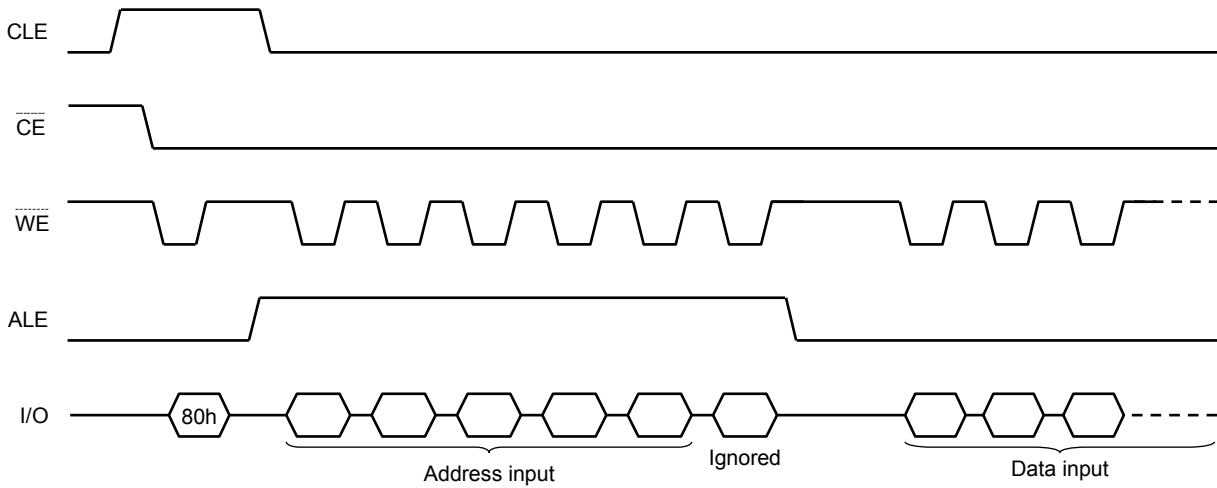 CLE
CE
WE
ALE
I/O
80h
Address input
Ignored
Data input